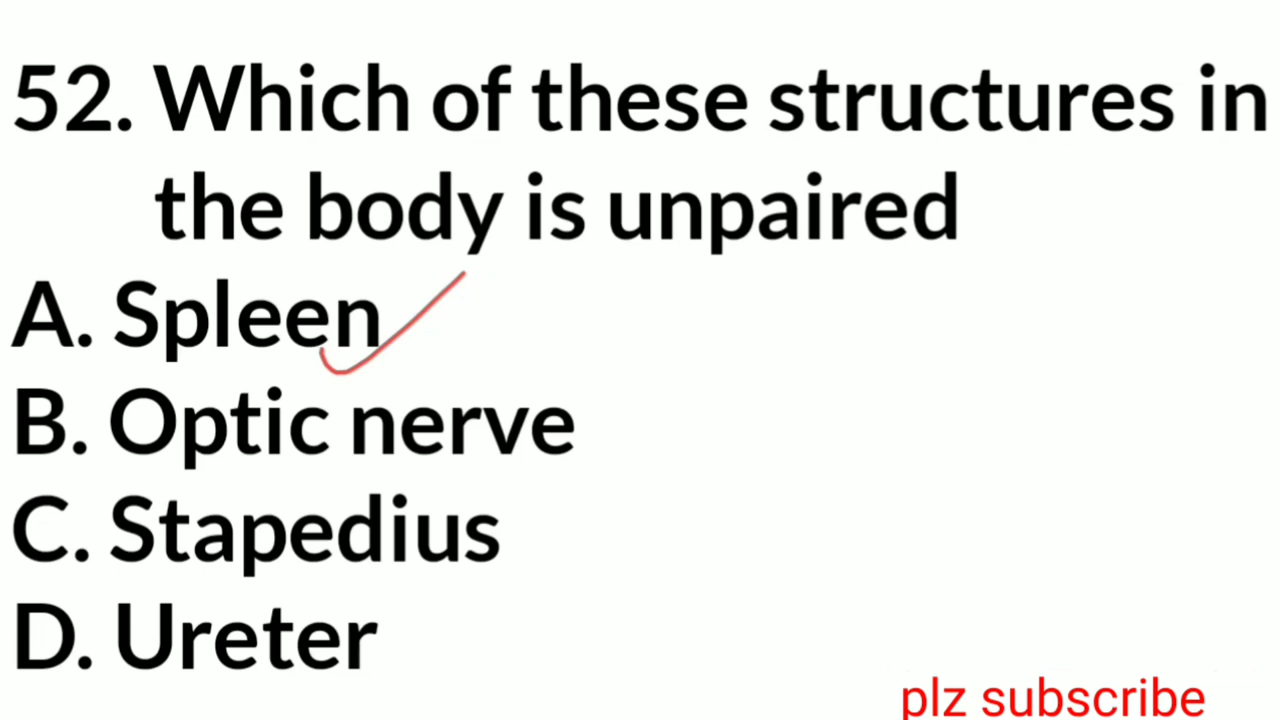 52. Which of these structures in
the body is unpaired
A. Spleen
B. Optic nerve
C. Stapedius
D. Ureter
plz subscribe